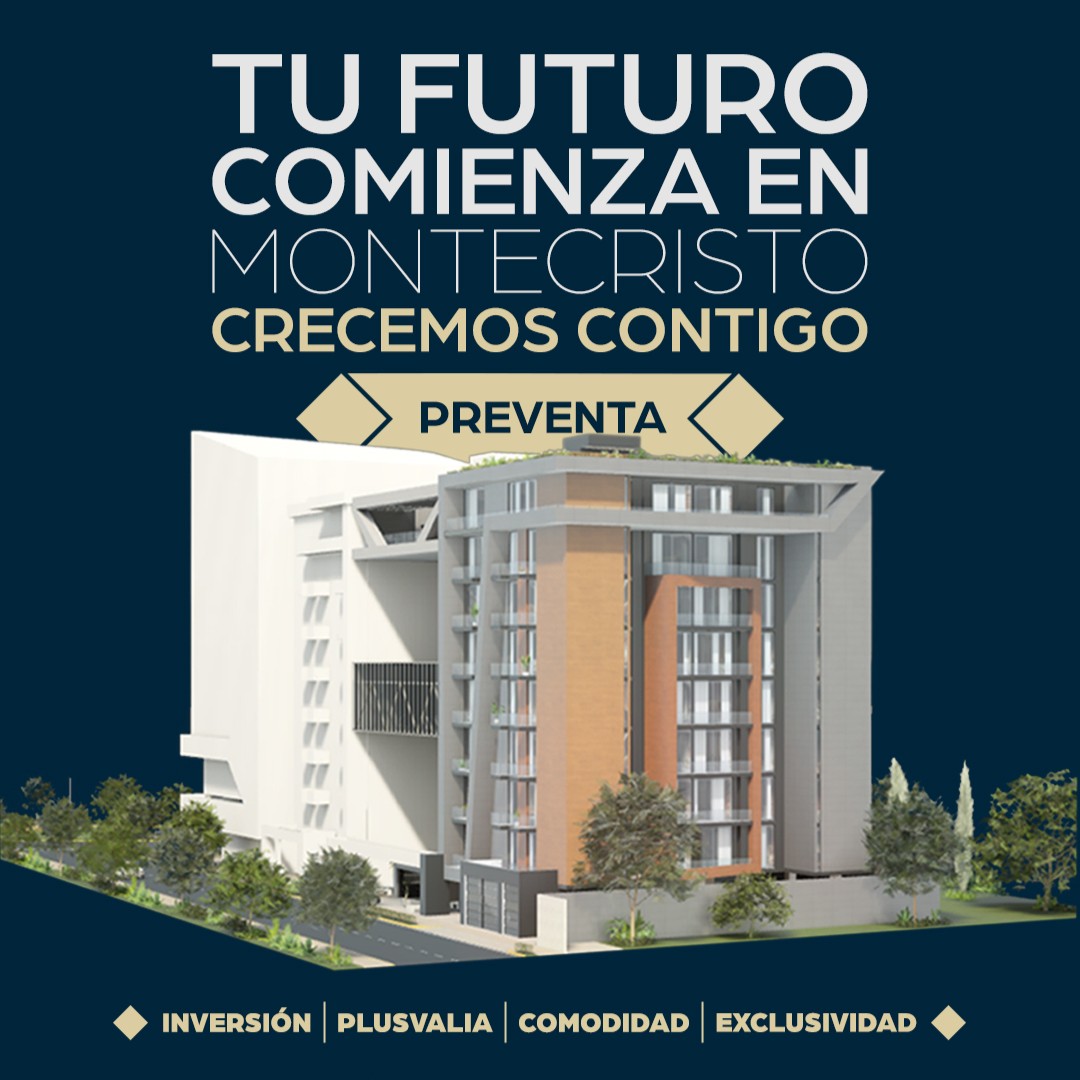 TU FUTURO
COMIENZA EN
MONTECRISTO
CRECEMOS CONTIGO
PREVENTA
INVERSIÓN | PLUSVALIA | COMODIDAD | EXCLUSIVIDAD